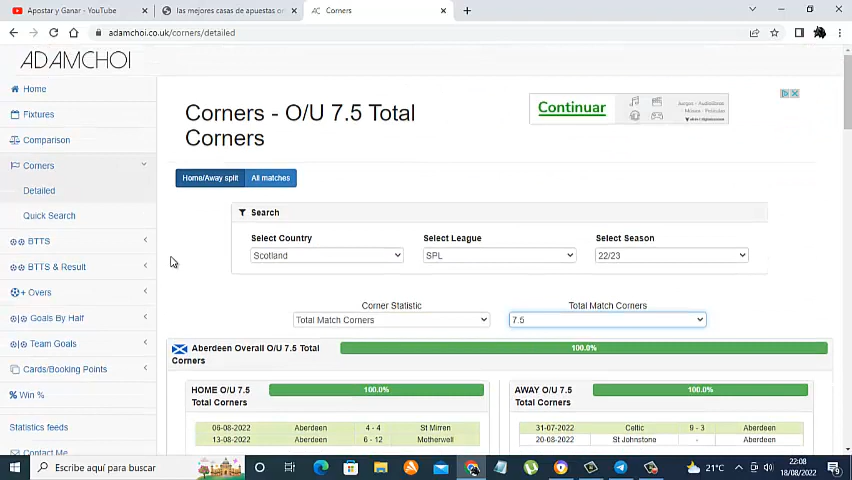 Apostar y Ganar - YouTube
las mejores casas de apuestas on
Corners
adamchoi.co.uk/corners/detailed
ADAMCHOI
Home
Fixtures
Comparison
Corners
Detailed
Quick Search
BTTS
BTTS & Result
+ Overs
Goals By Half
Team Goals
Cards/Booking Points
Win %
Statistics feeds
Contact Me
Corners - O/U 7.5 Total
Corners
Continuar
Home/Away split
All matches
Search
Select Country
Select League
Select Season
Scotland
SPL
22/23
Corner Statistic
Total Match Corners
Total Match Corners
7.5
Aberdeen Overall O/U 7.5 Total
Corners
100.0%
HOME O/U 7.5
Total Corners
100.0%
AWAY O/U 7.5
Total Corners
100.0%
06-08-2022 Aberdeen 4 - 4 St Mirren
13-08-2022 Aberdeen 6 - 12 Motherwell
31-07-2022 Celtic 9 - 3 Aberdeen
20-08-2022 St Johnstone - Aberdeen
Escribe aquí para buscar
21°C
22:08
18/08/2022